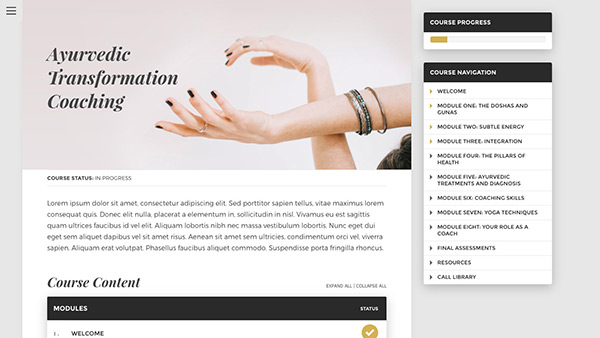 Ayurvedic
Transformation
Coaching
COURSE STATUS: IN PROGRESS
Lorem ipsum dolor sit amet, consectetur adipiscing elit. Sed porttitor sapien tellus, vitae maximus lorem
consequat quis. Donec elit nulla, placerat a elementum in, sollicitudin in nisl. Vivamus eu est sagittis
quam ultrices faucibus id vel elit. Aliquam lobortis nibh nec massa vestibulum lobortis. Nunc eget dui
eget sem aliquet dapibus vel sit amet risus. Aenean sit amet sem ultricies, condimentum orci vel, viverra
sapien. Aliquam erat volutpat. Phasellus faucibus aliquet commodo. Suspendisse porta fringilla rhoncus.
Course Content
EXPAND ALL | COLLAPSE ALL
MODULES STATUS
1. WELCOME
COURSE PROGRESS
COURSE NAVIGATION
WELCOME
MODULE ONE: THE DOSHAS AND
GUNAS
MODULE TWO: SUBTLE ENERGY
MODULE THREE: INTEGRATION
MODULE FOUR: THE PILLARS OF
HEALTH
MODULE FIVE: AYURVEDIC
TREATMENTS AND DIAGNOSIS
MODULE SIX: COACHING SKILLS
MODULE SEVEN: YOGA TECHNIQUES
MODULE EIGHT: YOUR ROLE AS A
COACH
FINAL ASSESSMENTS
RESOURCES
CALL LIBRARY